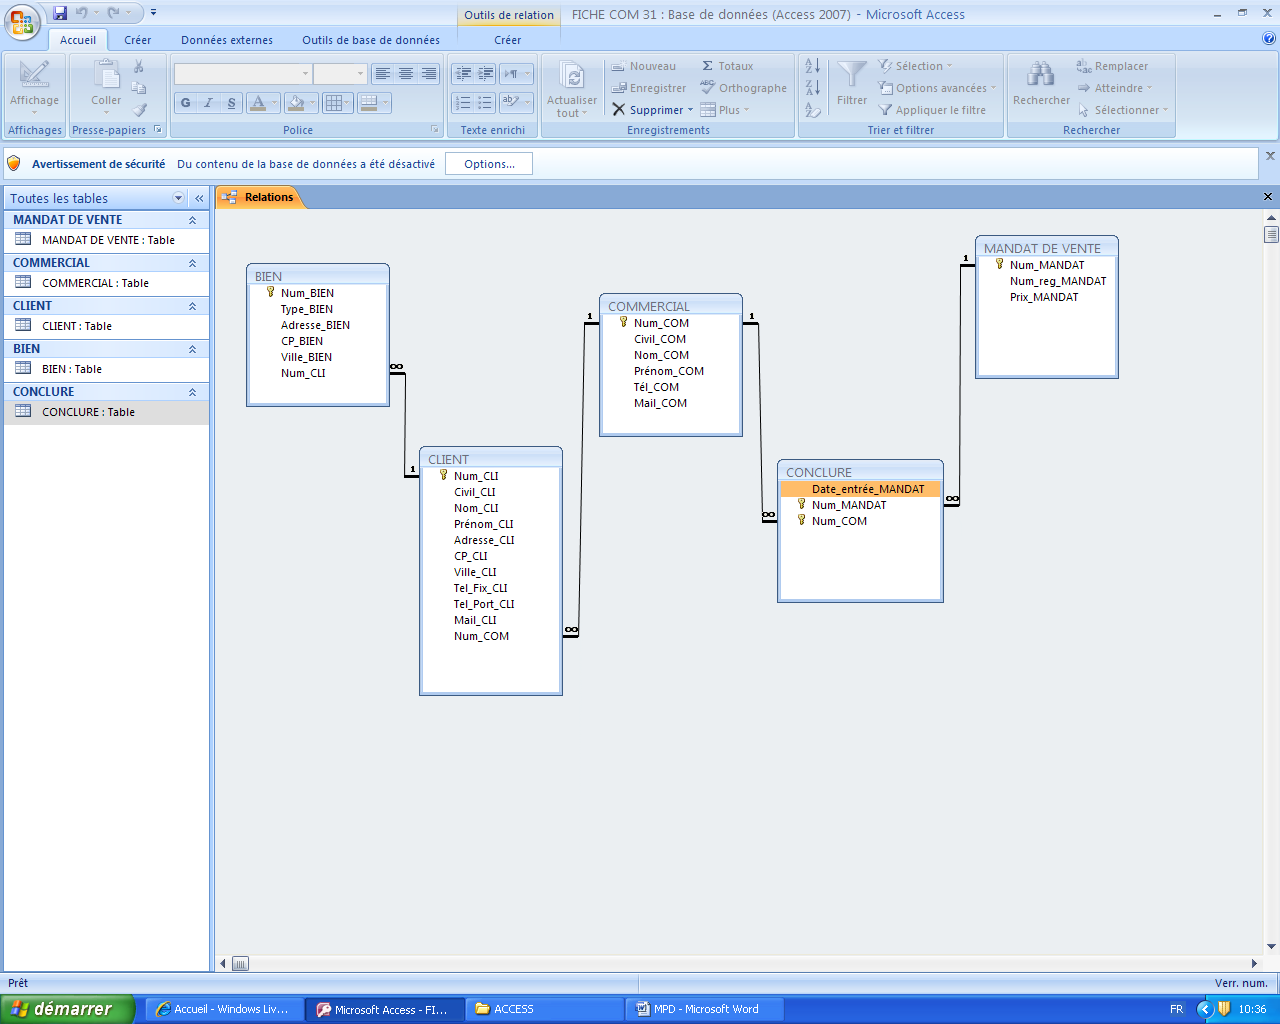 Outils de relation
FICHE COM 31 : Base de données (Access 2007) - Microsoft Access
Accueil
Créer
Données externes
Outils de base de données
Créer
Affichage
Affichages
Coller
Presse-papiers
G I S
A
Police
Texte enrichi
Actualiser
tout
Nouveau
Enregistrer
Supprimer
Σ Totaux
Orthographe
Plus
Enregistrements
Filtrer
Sélection
Options avancées
Appliquer le filtre
Trier et filtrer
Rechercher
Remplacer
Atteindre
Sélectionner
Rechercher
Avertissement de sécurité
Du contenu de la base de données a été désactivé
Options...
Toutes les tables
MANDAT DE VENTE
MANDAT DE VENTE : Table
COMMERCIAL
COMMERCIAL : Table
CLIENT
CLIENT : Table
BIEN
BIEN : Table
CONCLURE
CONCLURE : Table
Relations
BIEN
Num_BIEN
Type_BIEN
Adresse_BIEN
CP_BIEN
Ville_BIEN
Num_CLI
∞
1
CLIENT
Num_CLI
Civil_CLI
Nom_CLI
Prénom_CLI
Adresse_CLI
CP_CLI
Ville_CLI
Tel_Fix_CLI
Tel_Port_CLI
Mail_CLI
Num_COM
∞
1
COMMERCIAL
Num_COM
Civil_COM
Nom_COM
Prénom_COM
Tél_COM
Mail_COM
1
∞
CONCLURE
Date_entrée_MANDAT
Num_MANDAT
Num_COM
∞
1
MANDAT DE VENTE
Num_MANDAT
Num_reg_MANDAT
Prix_MANDAT
Prêt
Verr. num.
démarrer
Accueil - Windows Liv...
Microsoft Access - FI...
ACCESS
MPD - Microsoft Word
FR
10:36